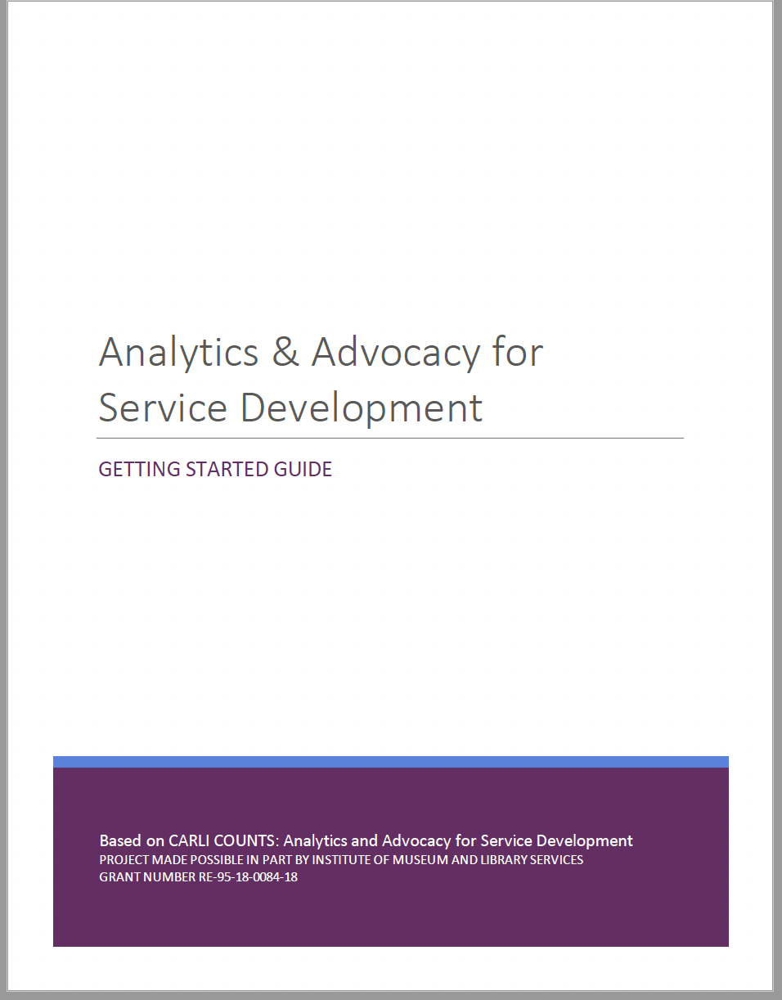 Analytics & Advocacy for
Service Development
GETTING STARTED GUIDE
Based on CARLI COUNTS: Analytics and Advocacy for Service Development
PROJECT MADE POSSIBLE IN PART BY INSTITUTE OF MUSEUM AND LIBRARY SERVICES
GRANT NUMBER RE-95-18-0084-18